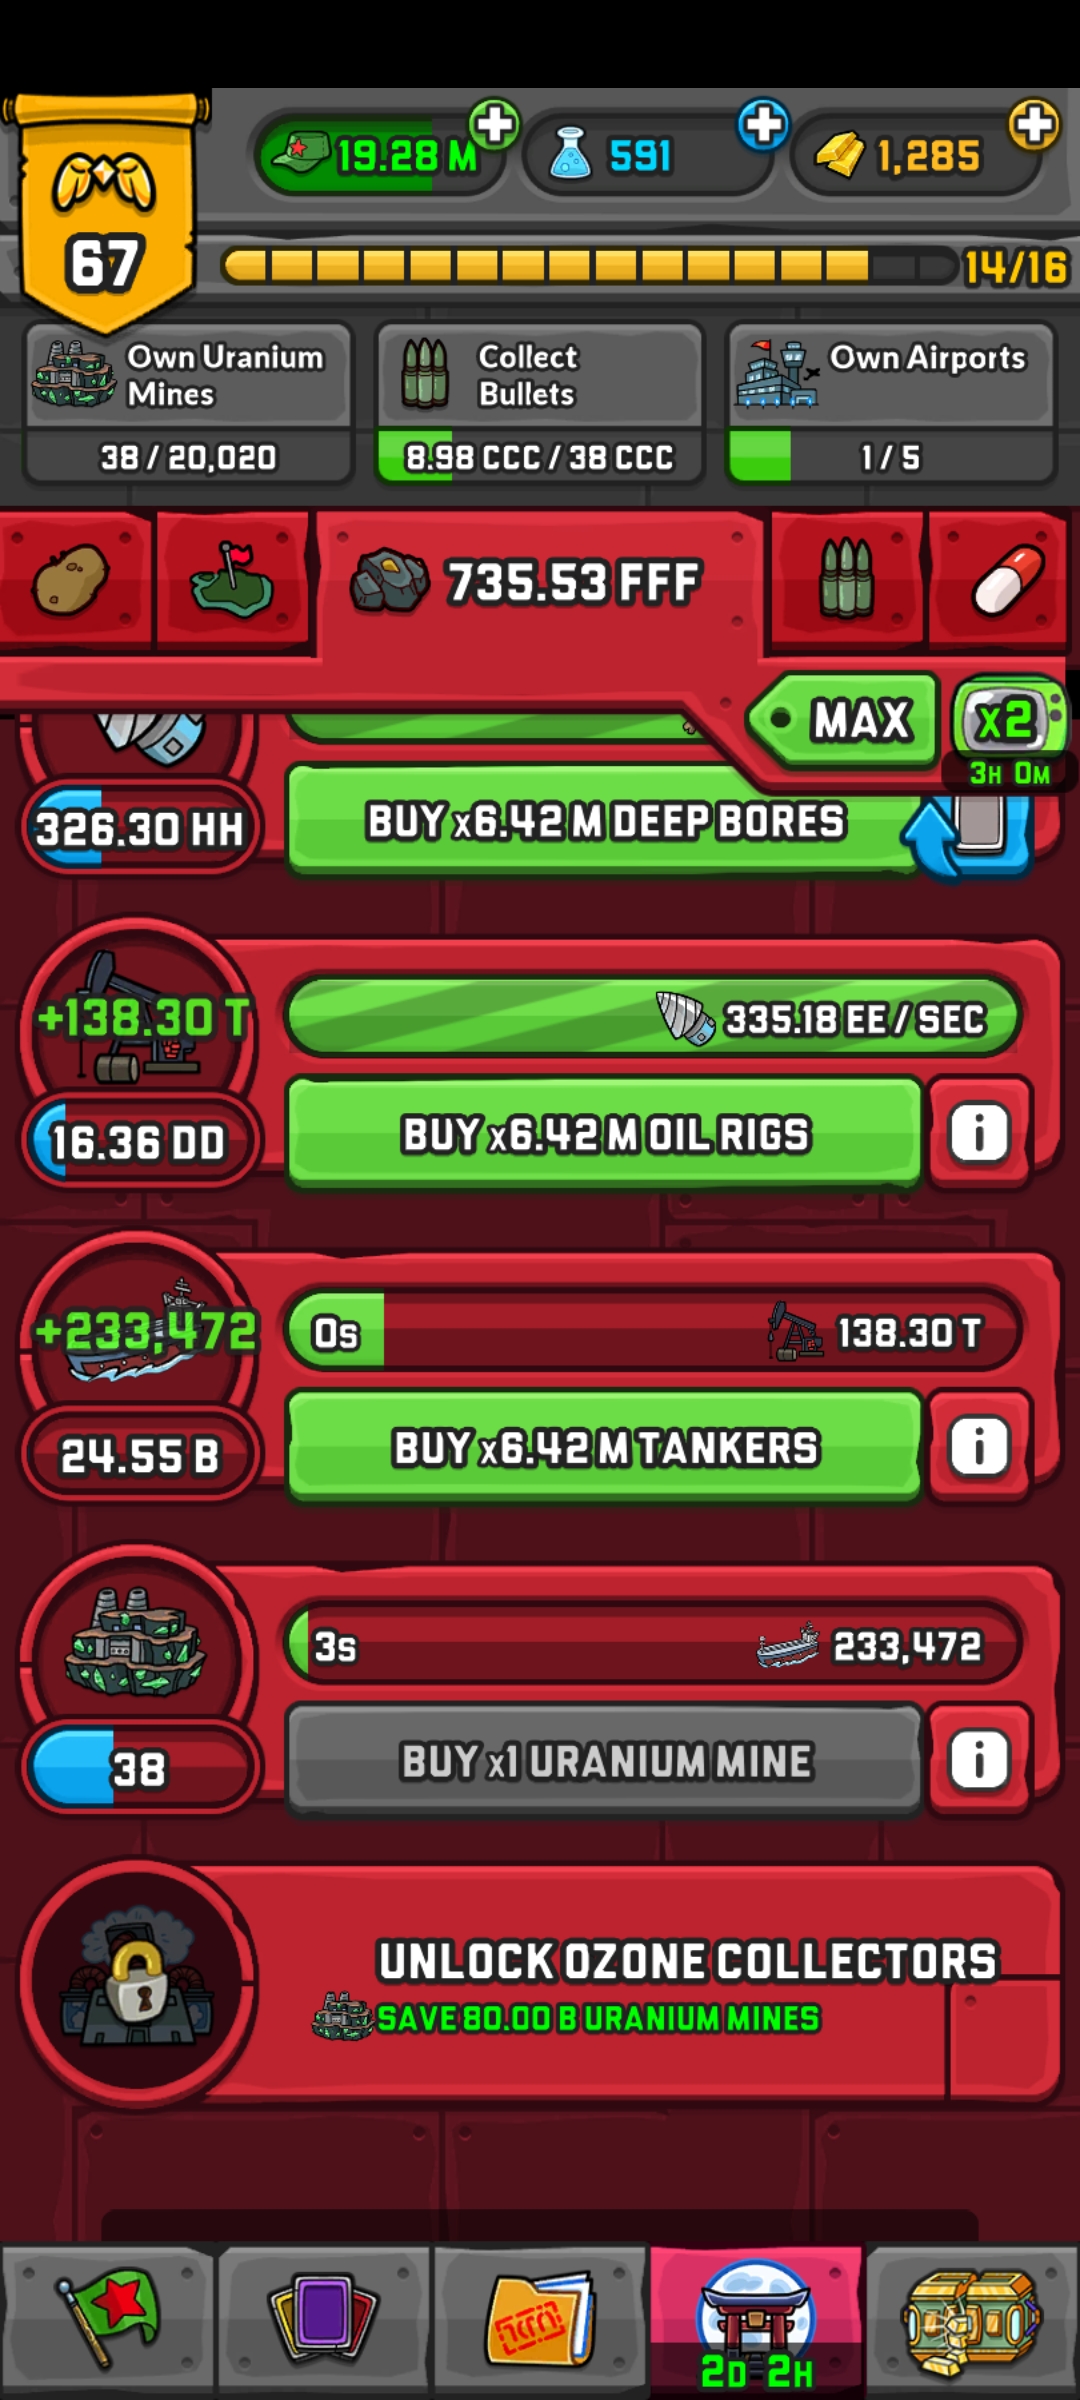 19.28 M
591
1,285
67
14/16
Own Uranium
Mines
38 / 20,020
Collect
Bullets
8.98 CCC / 38 CCC
Own Airports
1 / 5
735.53 FFF
MAX
x2
3H 0M
326.30 HH
BUY x6.42 M DEEP BORES
+138.30 T
335.18 EE / SEC
16.36 DD
BUY x6.42 M OIL RIGS
i
+233,472
0s
138.30 T
24.55 B
BUY x6.42 M TANKERS
i
3s
233,472
38
BUY x1 URANIUM MINE
i
UNLOCK OZONE COLLECTORS
SAVE 80.00 B URANIUM MINES
2D 2H